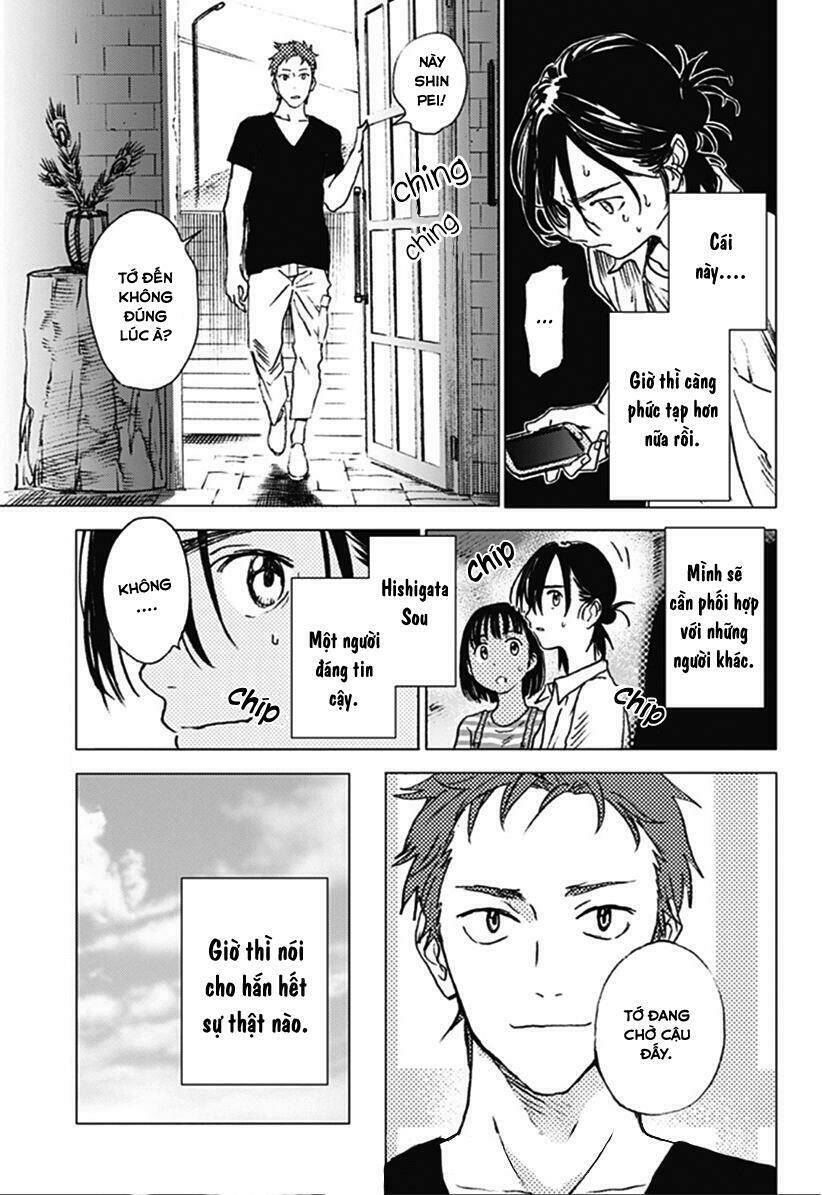 Cái
này....
Giờ thì càng
phức tạp hơn
nữa rồi.
...
NÀY
SHIN
PEI!
ching
ching
TỚ ĐẾN
KHÔNG
ĐÚNG
LÚC À?
Mình sẽ
cần phối hợp
với những
người khác.
chíp
chíp
Hishigata
Sou
Một người
đáng tin
cậy.
KHÔNG
....
chíp
TỚ ĐANG
CHỜ CẬU
ĐẤY.
Giờ thì nói
cho hắn hết
sự thật nào.